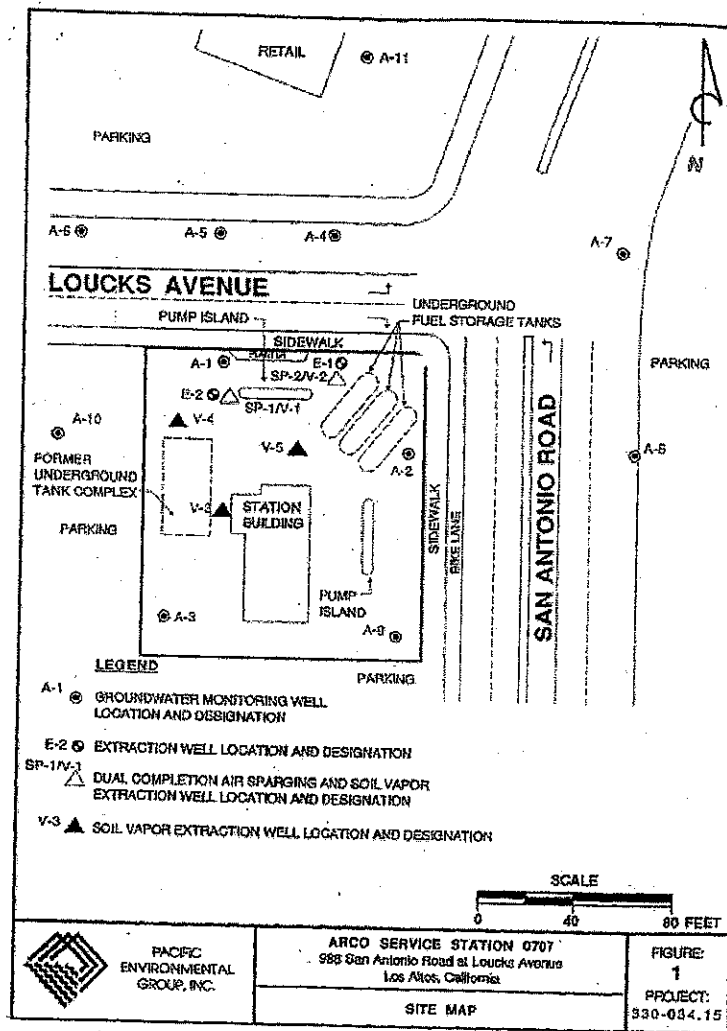 RETAIL
A-11
PARKING
N
A-6
A-5
A-4
A-7
LOUCKS AVENUE
UNDERGROUND
FUEL STORAGE TANKS
PUMP ISLAND
SIDEWALK
PLANTER
A-1
E-1
SP-2/V-2
PARKING
E-2
SP-1/V-1
V-4
A-10
V-5
A-2
FORMER
UNDERGROUND
TANK COMPLEX
V-3
STATION
BUILDING
SIDEWALK
BIKE LANE
SAN ANTONIO ROAD
PARKING
PUMP
ISLAND
A-3
A-9
PARKING
LEGEND
A-1 GROUNDWATER MONITORING WELL
LOCATION AND DESIGNATION
E-2 EXTRACTION WELL LOCATION AND DESIGNATION
SP-1/V-1
DUAL COMPLETION AIR SPARGING AND SOIL VAPOR
EXTRACTION WELL LOCATION AND DESIGNATION
V-3 SOIL VAPOR EXTRACTION WELL LOCATION AND DESIGNATION
SCALE
0 40 80 FEET
PACIFIC
ENVIRONMENTAL
GROUP, INC.
ARCO SERVICE STATION 0707
988 San Antonio Road at Loucks Avenue
Los Altos, California
SITE MAP
FIGURE:
1
PROJECT:
330-034.15